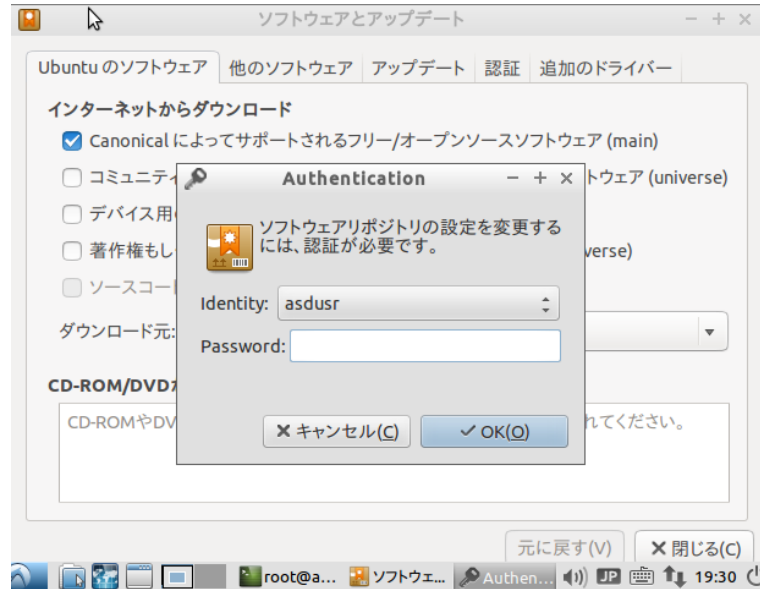 ソフトウェアとアップデート
Ubuntu のソフトウェア 他のソフトウェア アップデート 認証 追加のドライバー
インターネットからダウンロード
Canonical によってサポートされるフリー/オープンソースソフトウェア (main)
コミュニティ トウェア (universe)
デバイス用
著作権もし verse)
ソースコー
ダウンロード元:
CD-ROM/DVD
CD-ROMやDV れてください。
Authentication
ソフトウェアリポジトリの設定を変更する
には、認証が必要です。
Identity: asdusr
Password:
キャンセル(C) OK(O)
元に戻す(V) 閉じる(C)
root@a... ソフトウェ... Authen... JP 19:30